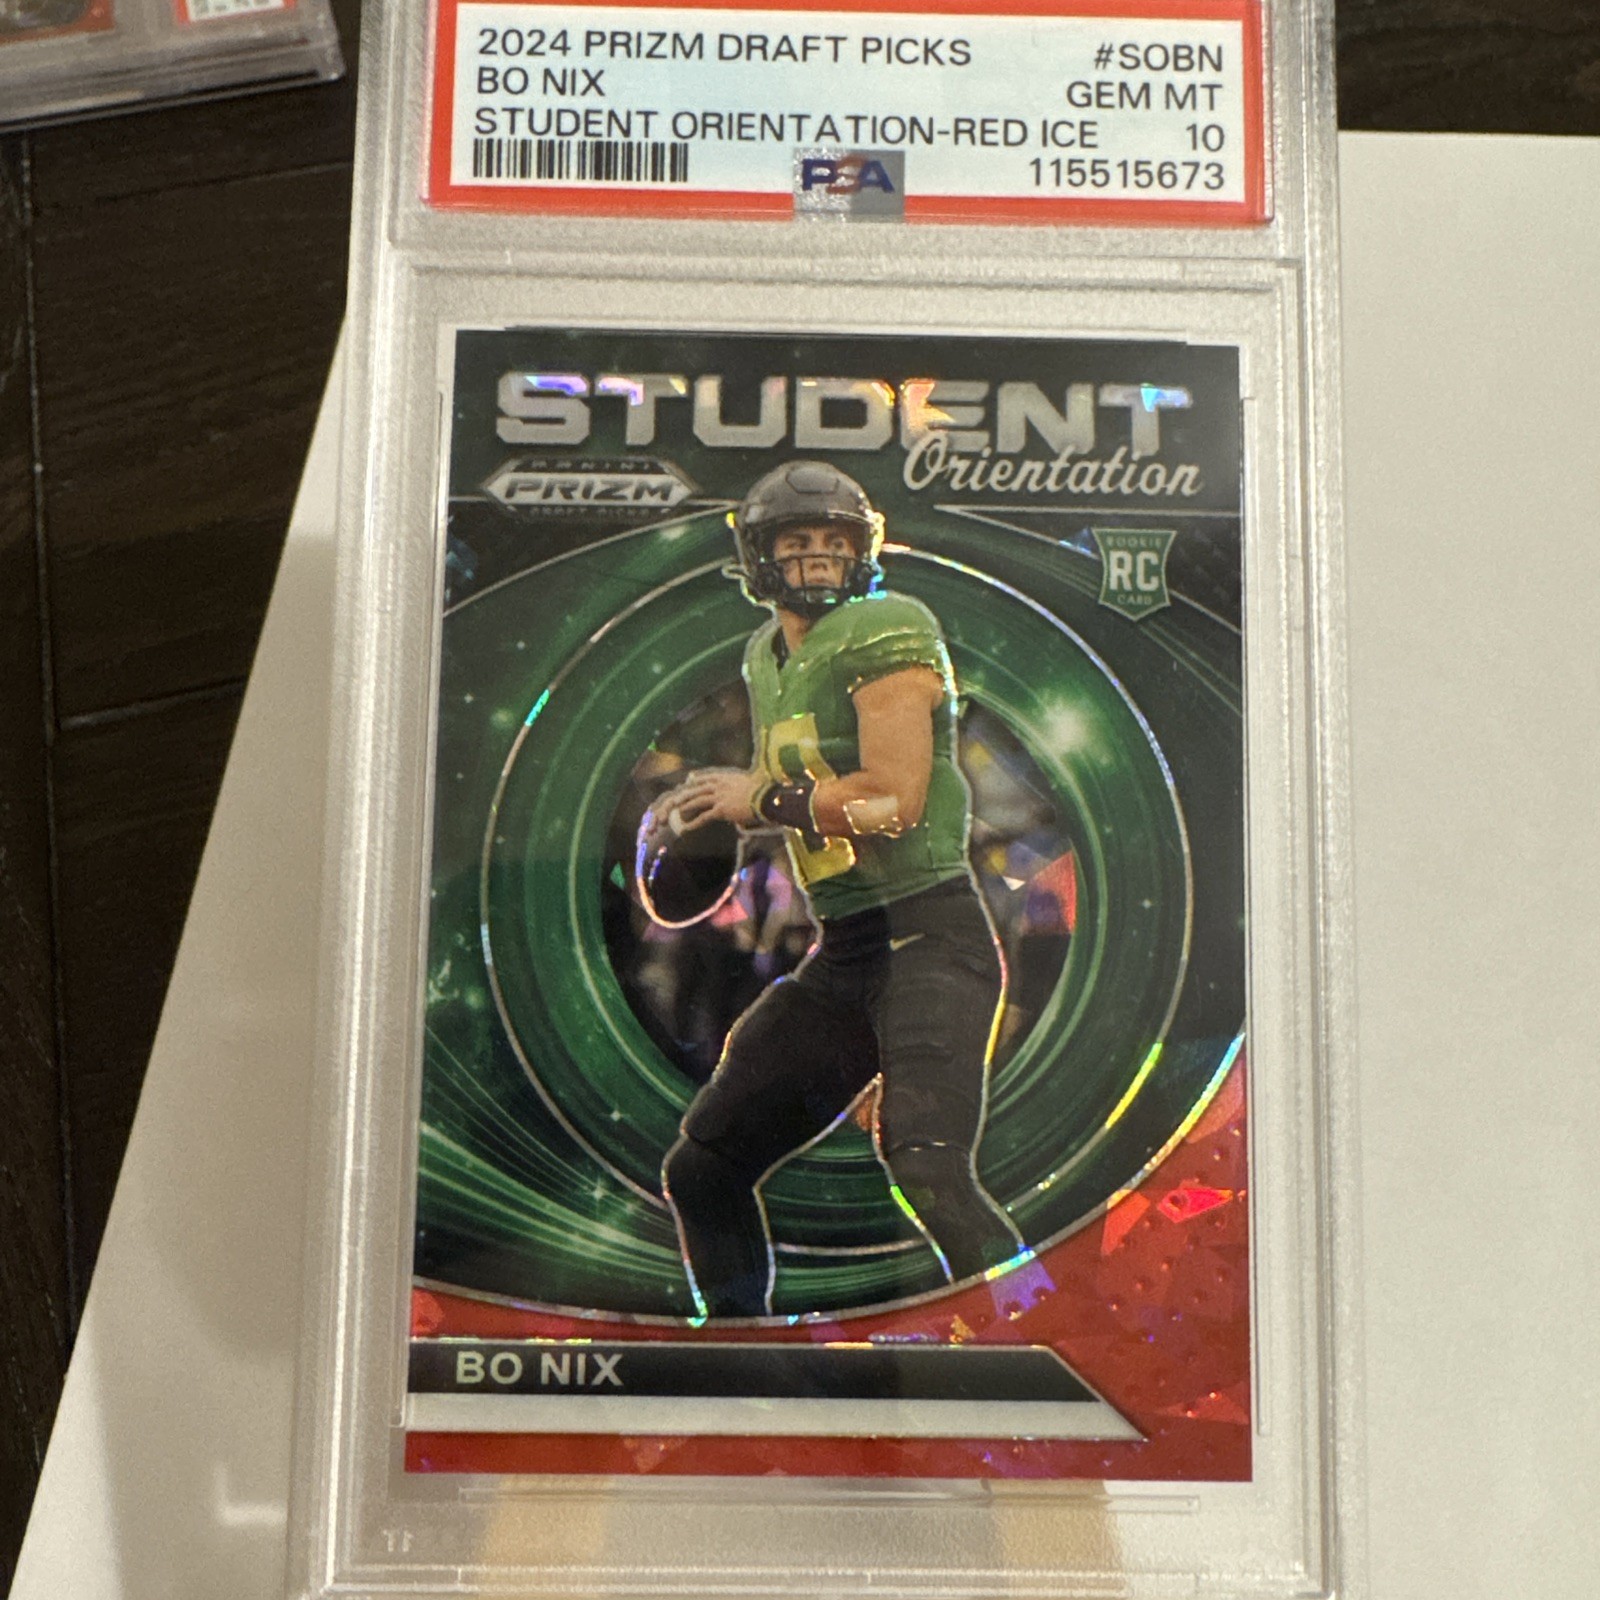 2024 PRIZM DRAFT PICKS #SOBN
BO NIX GEM MT
STUDENT ORIENTATION-RED ICE 10
PSA 115515673
STUDENT
Orientation
PANINI
PRIZM
DRAFT PICKS
ROOKIE
RC
CARD
BO NIX